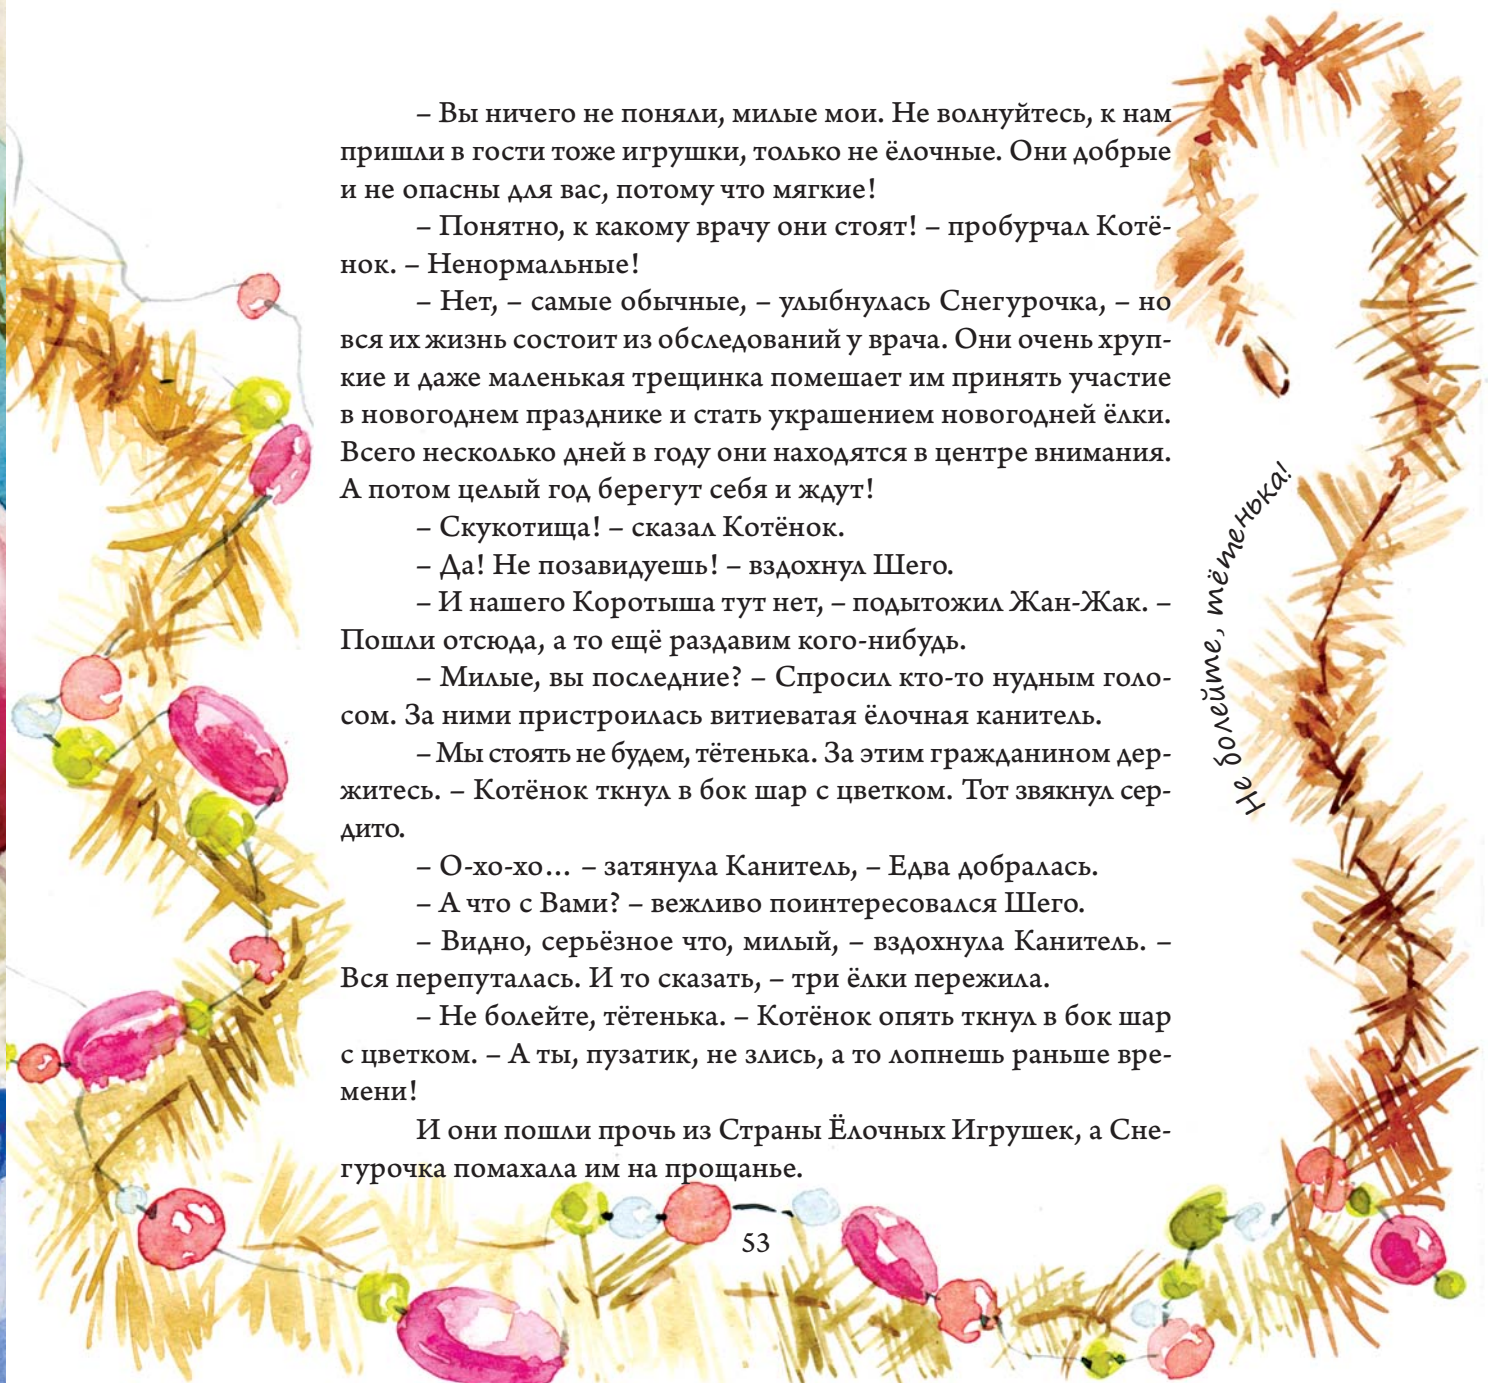 – Вы ничего не поняли, милые мои. Не волнуйтесь, к нам
пришли в гости тоже игрушки, только не ёлочные. Они добрые
и не опасны для вас, потому что мягкие!
– Понятно, к какому врачу они стоят! – пробурчал Котё-
нок. – Ненормальные!
– Нет, – самые обычные, – улыбнулась Снегурочка, – но
вся их жизнь состоит из обследований у врача. Они очень хруп-
кие и даже маленькая трещинка помешает им принять участие
в новогоднем празднике и стать украшением новогодней ёлки.
Всего несколько дней в году они находятся в центре внимания.
А потом целый год берегут себя и ждут!
– Скукотища! – сказал Котёнок.
– Да! Не позавидуешь! – вздохнул Шего.
– И нашего Коротыша тут нет, – подытожил Жан-Жак. –
Пошли отсюда, а то ещё раздавим кого-нибудь.
– Милые, вы последние? – Спросил кто-то нудным голо-
сом. За ними пристроилась витиеватая ёлочная канитель.
– Мы стоять не будем, тётенька. За этим гражданином дер-
житесь. – Котёнок ткнул в бок шар с цветком. Тот звякнул сер-
дито.
– О-хо-хо… – затянула Канитель, – Едва добралась.
– А что с Вами? – вежливо поинтересовался Шего.
– Видно, серьёзное что, милый, – вздохнула Канитель. –
Вся перепуталась. И то сказать, – три ёлки пережила.
– Не болейте, тётенька. – Котёнок опять ткнул в бок шар
с цветком. – А ты, пузатик, не злись, а то лопнешь раньше вре-
мени!
И они пошли прочь из Страны Ёлочных Игрушек, а Сне-
гурочка помахала им на прощанье.
Не болейте, тётенька!
53